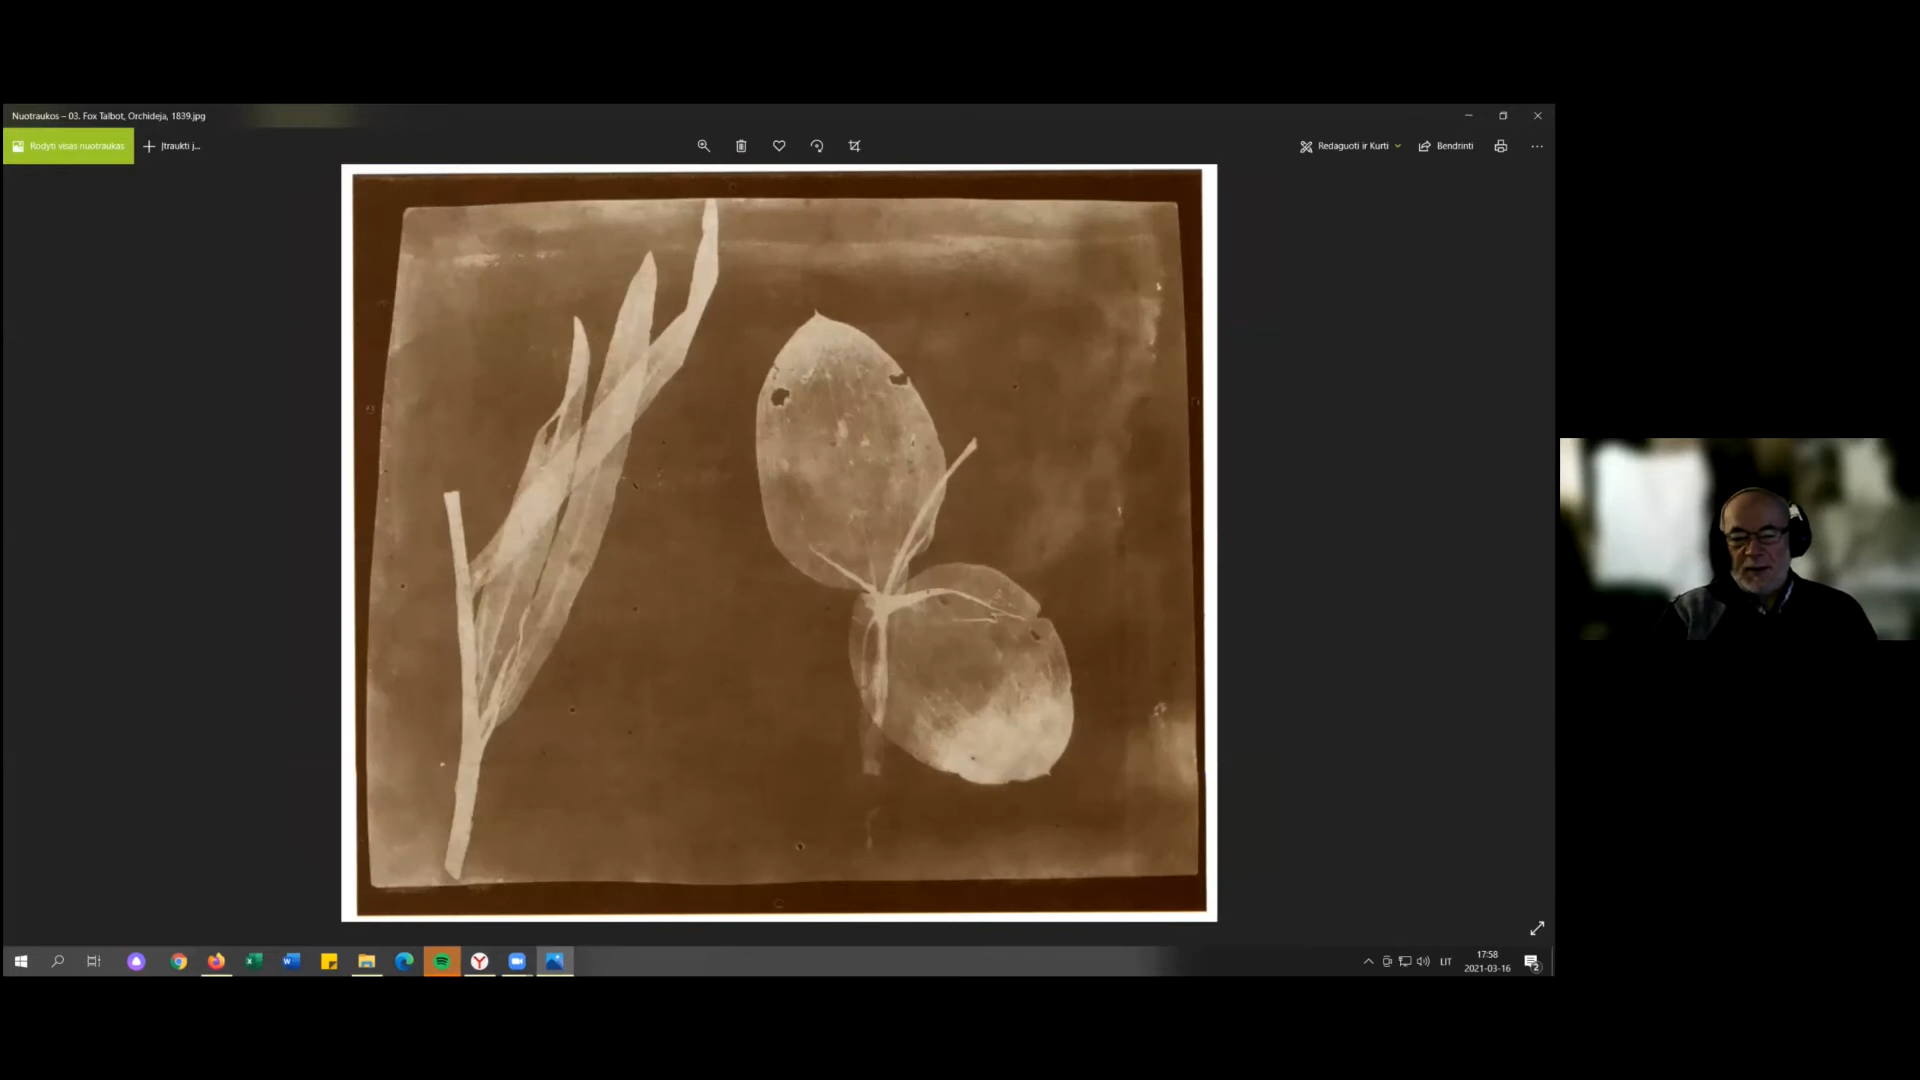 Nuotraukos – 03. Fox Talbot, Orchideja, 1839.jpg
Rodyti visas nuotraukas
Įtraukti į...
Redaguoti ir Kurti
Bendrinti
LIT
17:58
2021-03-16
2